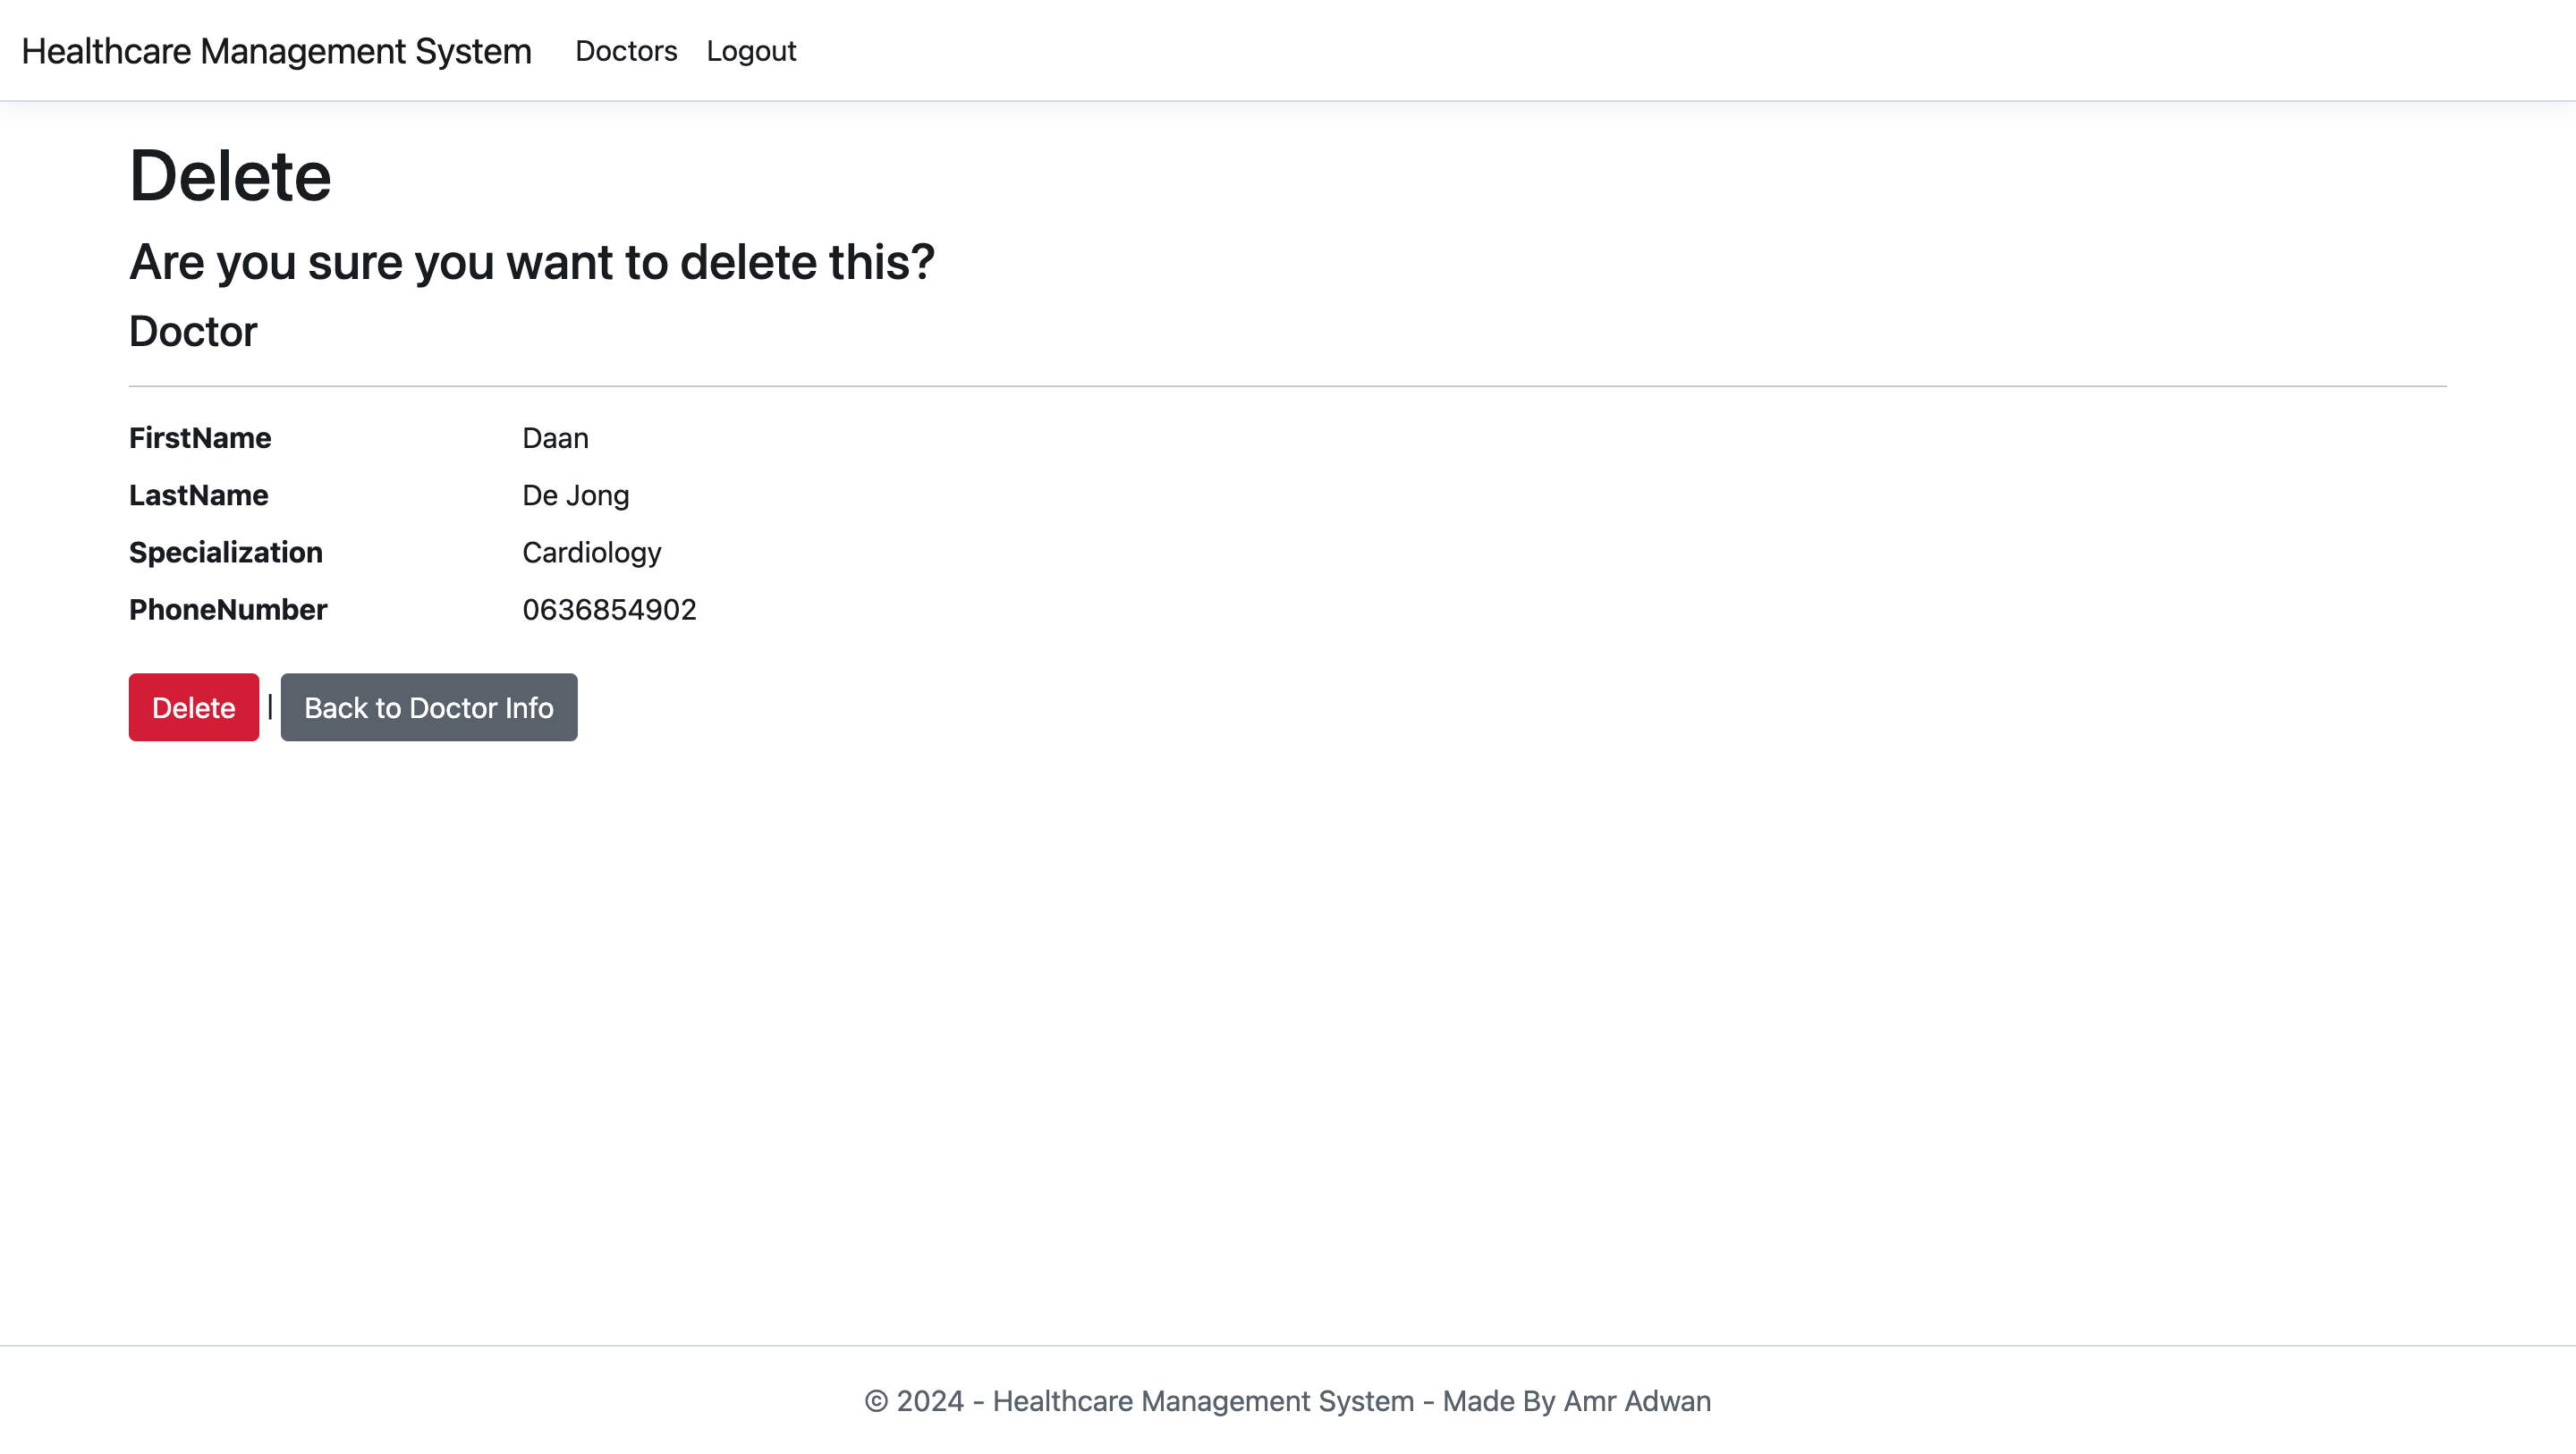 Healthcare Management System Doctors Logout
Delete
Are you sure you want to delete this?
Doctor
FirstName Daan
LastName De Jong
Specialization Cardiology
PhoneNumber 0636854902
Delete | Back to Doctor Info
© 2024 - Healthcare Management System - Made By Amr Adwan